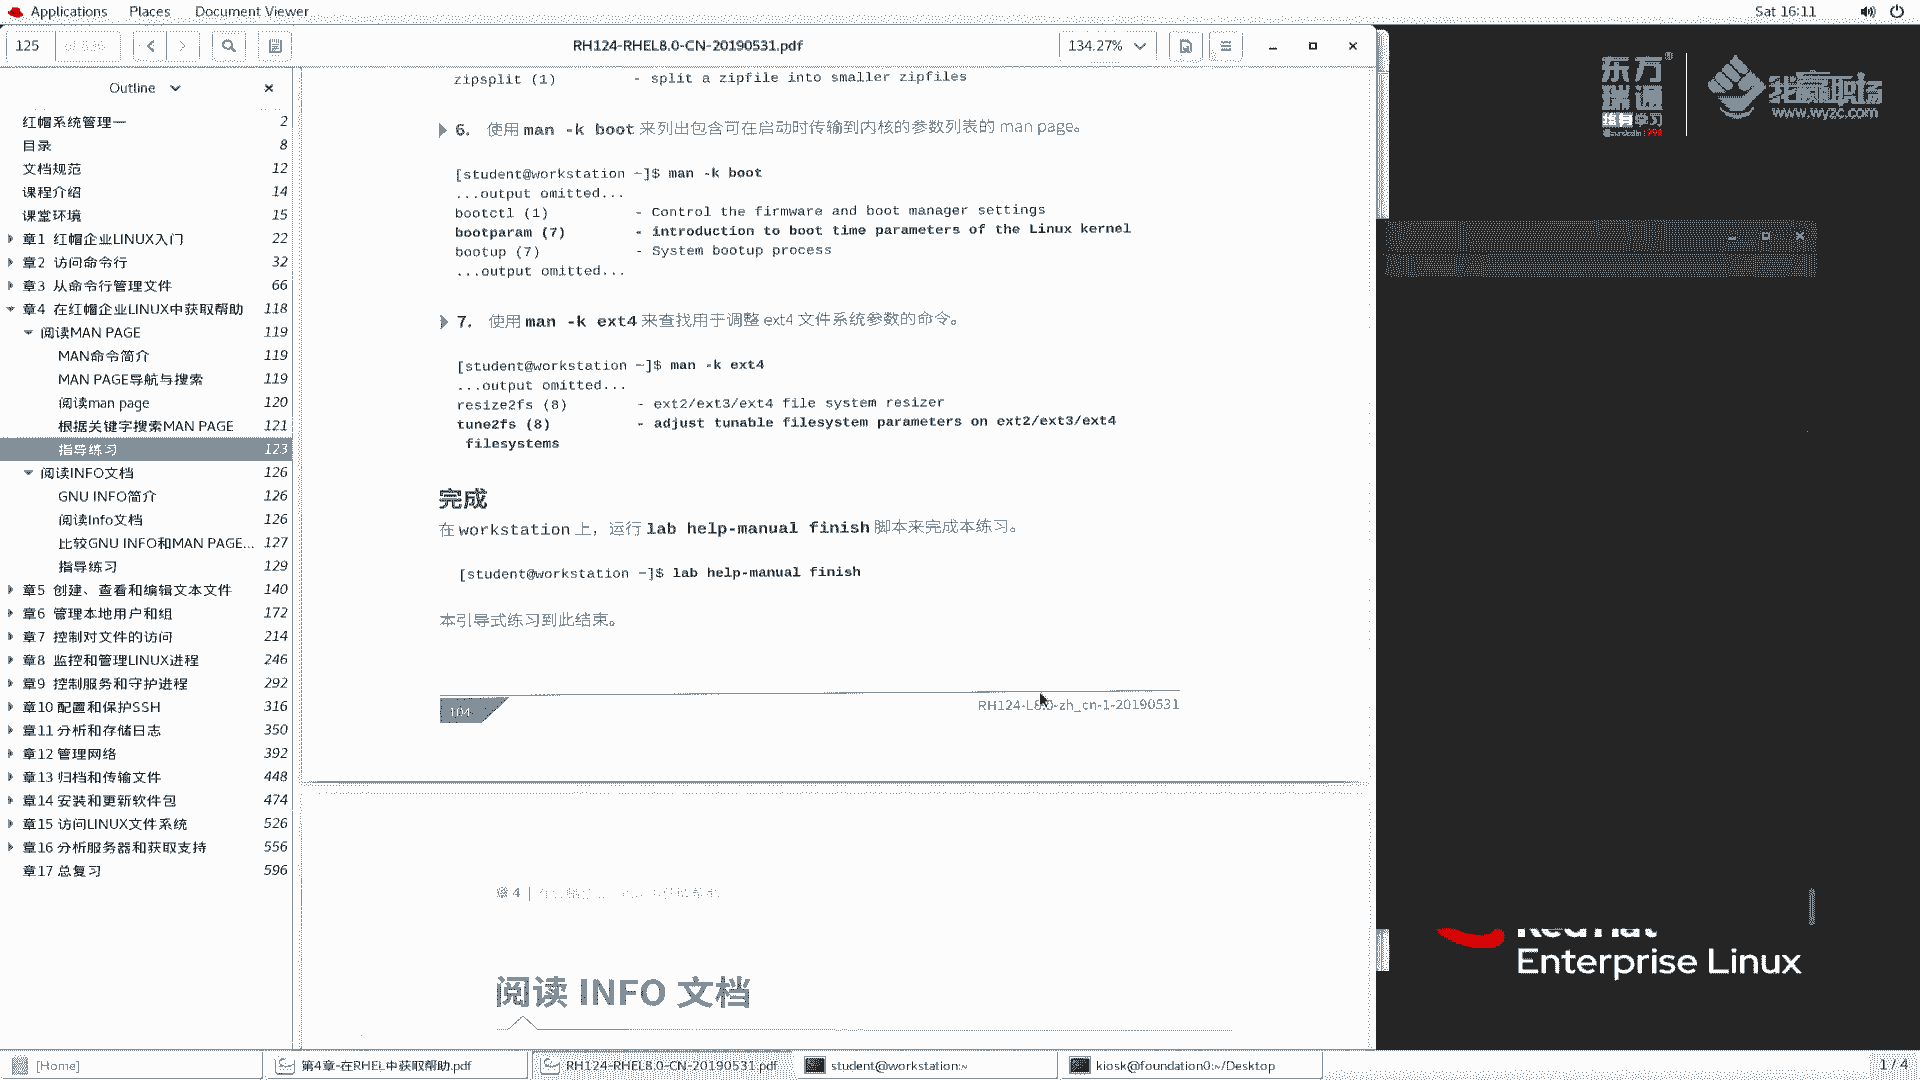 Applications Places Document Viewer
Sat 16:11
125
RH124-RHEL8.0-CN-20190531.pdf
134.27%
Outline
红帽系统管理一 2
目录 8
文档规范 12
课程介绍 14
课堂环境 15
章1 红帽企业LINUX入门 22
章2 访问命令行 32
章3 从命令行管理文件 66
章4 在红帽企业LINUX中获取帮助 118
阅读MAN PAGE 119
MAN命令简介 119
MAN PAGE导航与搜索 119
阅读man page 120
根据关键字搜索MAN PAGE 121
指导练习 123
阅读INFO文档 126
GNU INFO简介 126
阅读Info文档 126
比较GNU INFO和MAN PAGE... 127
指导练习 129
章5 创建、查看和编辑文本文件 140
章6 管理本地用户和组 172
章7 控制对文件的访问 214
章8 监控和管理LINUX进程 246
章9 控制服务和守护进程 292
章10 配置和保护SSH 316
章11 分析和存储日志 350
章12 管理网络 392
章13 归档和传输文件 448
章14 安装和更新软件包 474
章15 访问LINUX文件系统 526
章16 分析服务器和获取支持 556
章17 总复习 596
zipsplit (1) - split a zipfile into smaller zipfiles
6. 使用 man -k boot 来列出包含可在启动时传输到内核的参数列表的 man page。
[student@workstation ~]$ man -k boot
...output omitted...
bootctl (1) - Control the firmware and boot manager settings
bootparam (7) - introduction to boot time parameters of the Linux kernel
bootup (7) - System bootup process
...output omitted...
7. 使用 man -k ext4 来查找用于调整 ext4 文件系统参数的命令。
[student@workstation ~]$ man -k ext4
...output omitted...
resize2fs (8) - ext2/ext3/ext4 file system resizer
tune2fs (8) - adjust tunable filesystem parameters on ext2/ext3/ext4
filesystems
完成
在 workstation 上，运行 lab help-manual finish 脚本来完成本练习。
[student@workstation ~]$ lab help-manual finish
本引导式练习到此结束。
104
RH124-L8.0-zh_cn-1-20190531
章 4 |
阅读 INFO 文档
东方
瑞通
终身学习
我赢职场
www.wyzc.com
Red Hat
Enterprise Linux
[Home]
第4章-在RHEL中获取帮助.pdf
RH124-RHEL8.0-CN-20190531.pdf
student@workstation:~
kiosk@foundation0:~/Desktop
1 / 4